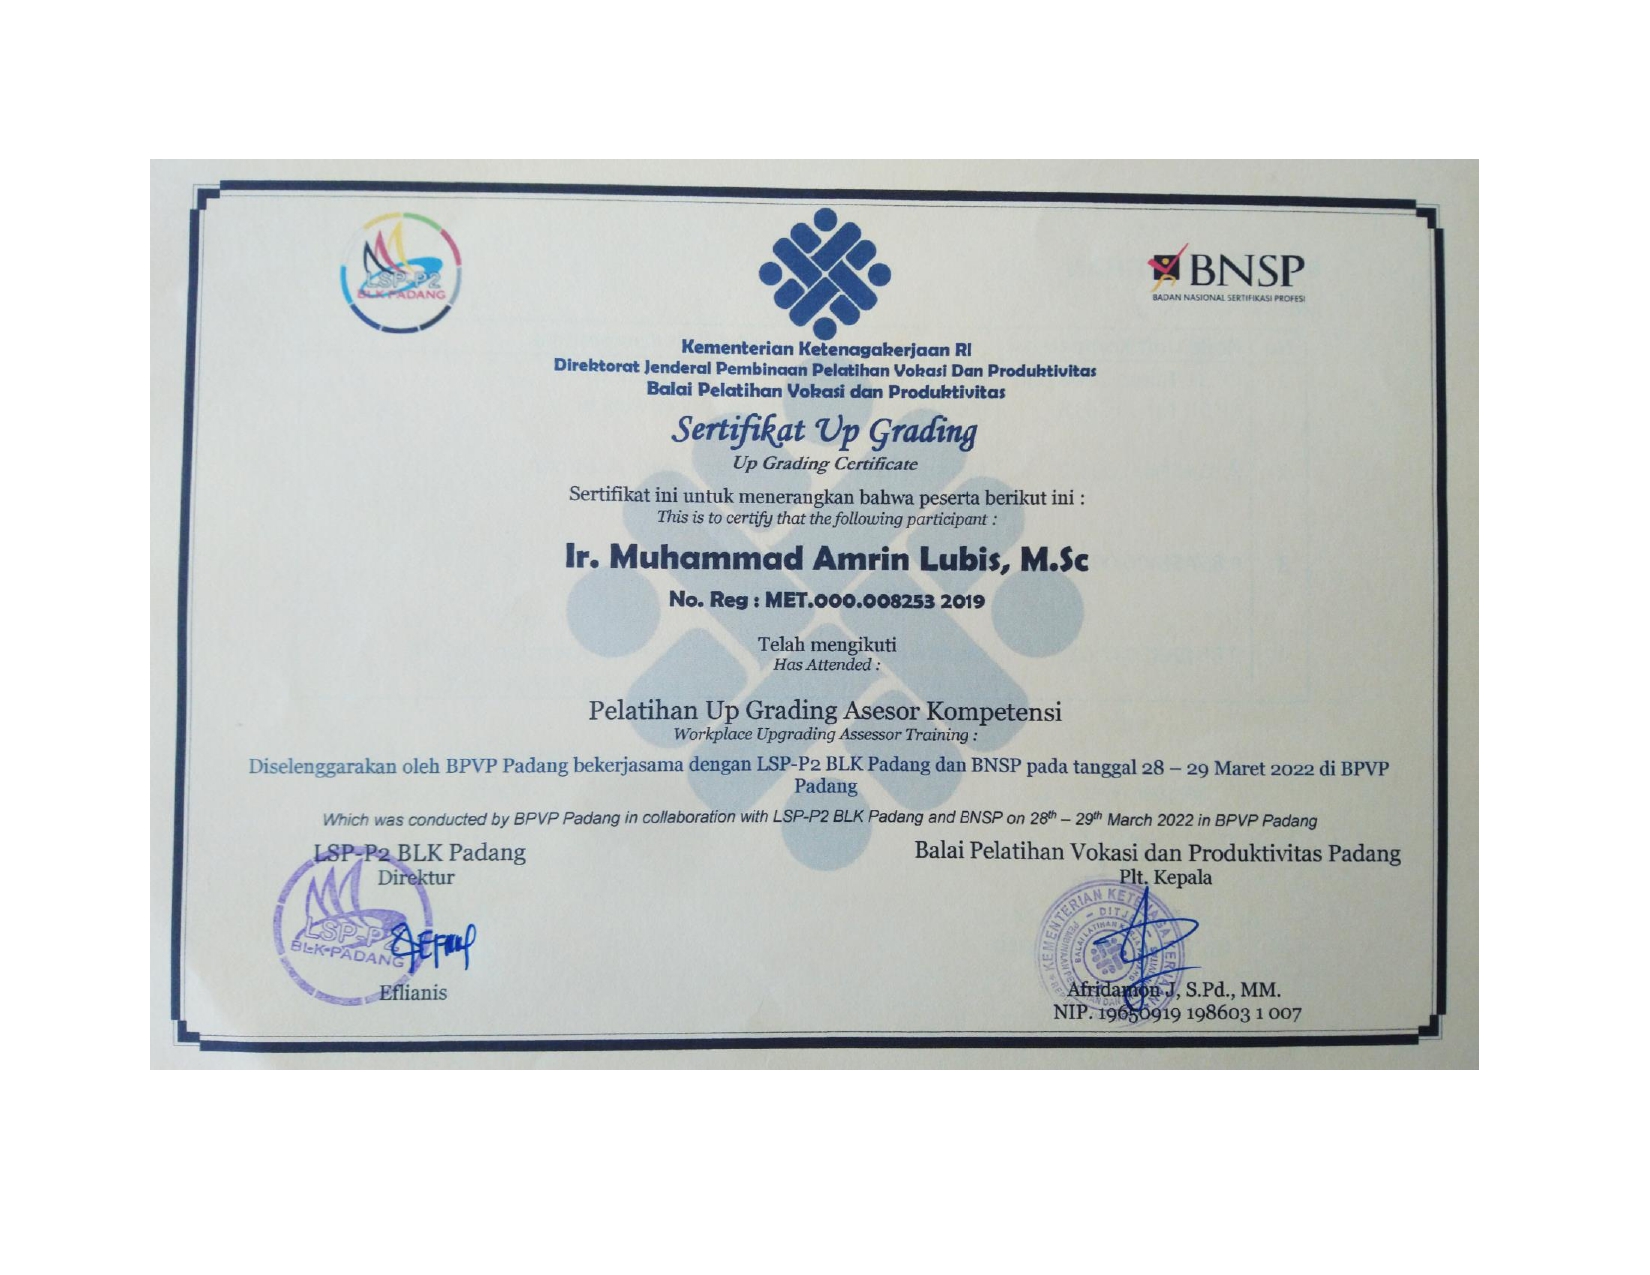 LSP-P2
BLK PADANG
BNSP
BADAN NASIONAL SERTIFIKASI PROFESI
Kementerian Ketenagakerjaan RI
Direktorat Jenderal Pembinaan Pelatihan Vokasi Dan Produktivitas
Balai Pelatihan Vokasi dan Produktivitas
Sertifikat Up Grading
Up Grading Certificate
Sertifikat ini untuk menerangkan bahwa peserta berikut ini :
This is to certify that the following participant :
Ir. Muhammad Amrin Lubis, M.Sc
No. Reg : MET.000.008253 2019
Telah mengikuti
Has Attended :
Pelatihan Up Grading Asesor Kompetensi
Workplace Upgrading Assessor Training :
Diselenggarakan oleh BPVP Padang bekerjasama dengan LSP-P2 BLK Padang dan BNSP pada tanggal 28 – 29 Maret 2022 di BPVP
Padang
Which was conducted by BPVP Padang in collaboration with LSP-P2 BLK Padang and BNSP on 28th – 29th March 2022 in BPVP Padang
LSP-P2 BLK Padang
Direktur
LSP-P2
BLK-PADANG
Eflianis
Balai Pelatihan Vokasi dan Produktivitas Padang
Plt. Kepala
KEMENTERIAN KETENAGAKERJAAN
Afridamon J, S.Pd., MM.
NIP. 19650919 198603 1 007